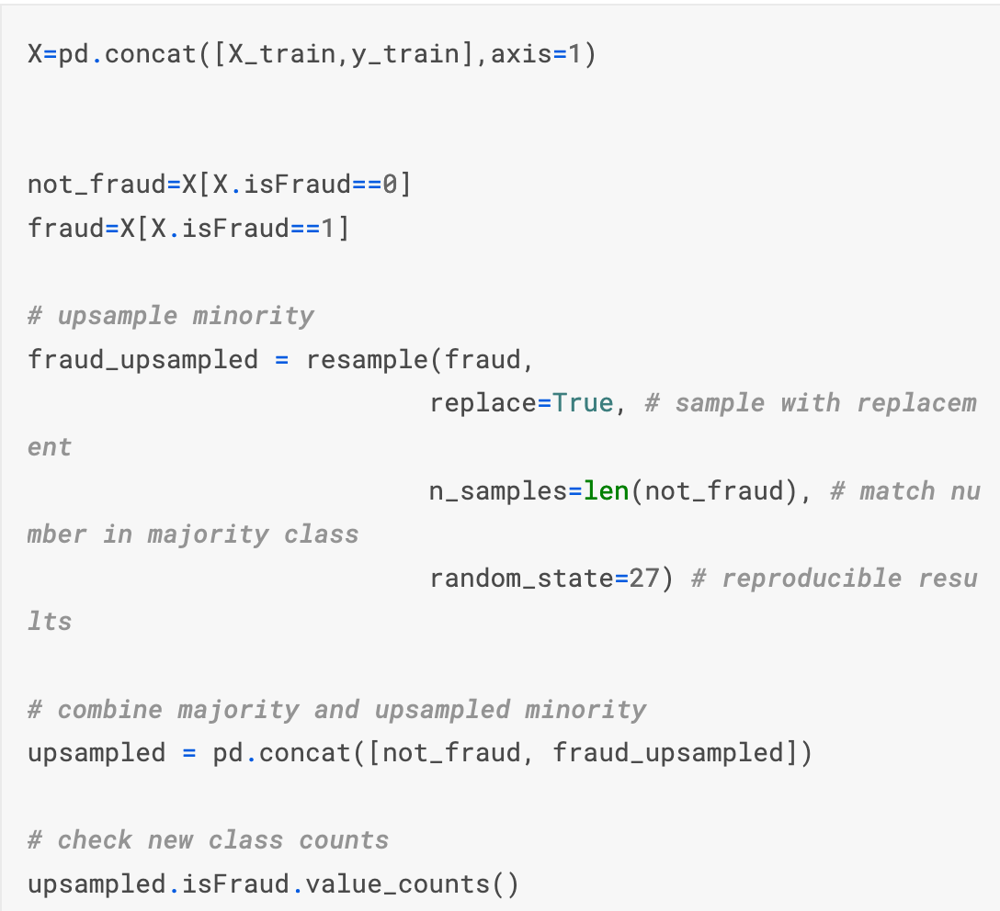 X=pd.concat([X_train,y_train],axis=1)
not_fraud=X[X.isFraud==0]
fraud=X[X.isFraud==1]
# upsample minority
fraud_upsampled = resample(fraud,
replace=True, # sample with replacem
ent
n_samples=len(not_fraud), # match nu
mber in majority class
random_state=27) # reproducible resu
lts
# combine majority and upsampled minority
upsampled = pd.concat([not_fraud, fraud_upsampled])
# check new class counts
upsampled.isFraud.value_counts()